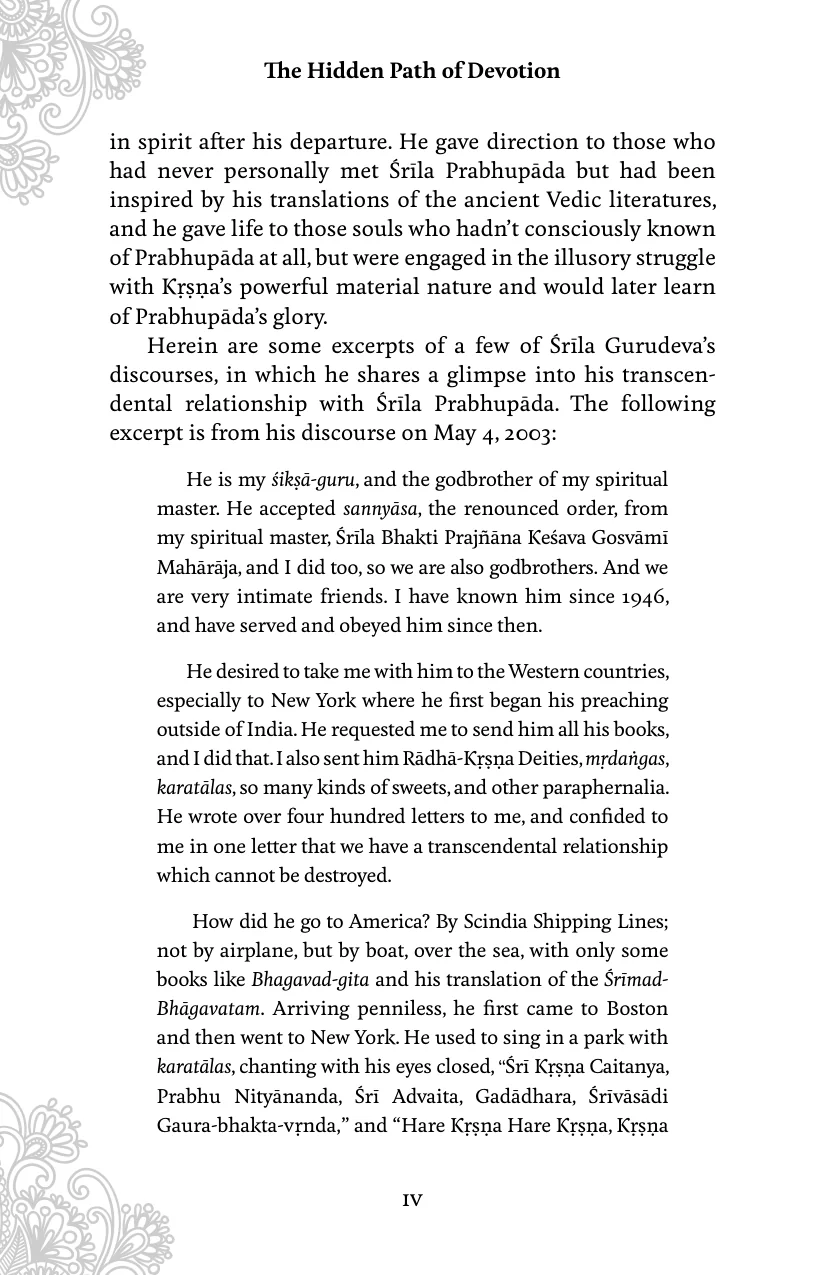 The Hidden Path of Devotion
in spirit after his departure. He gave direction to those who
had never personally met Śrīla Prabhupāda but had been
inspired by his translations of the ancient Vedic literatures,
and he gave life to those souls who hadn’t consciously known
of Prabhupāda at all, but were engaged in the illusory struggle
with Kṛṣṇa’s powerful material nature and would later learn
of Prabhupāda’s glory.
Herein are some excerpts of a few of Śrīla Gurudeva’s
discourses, in which he shares a glimpse into his transcen-
dental relationship with Śrīla Prabhupāda. The following
excerpt is from his discourse on May 4, 2003:
He is my śikṣā-guru, and the godbrother of my spiritual
master. He accepted sannyāsa, the renounced order, from
my spiritual master, Śrīla Bhakti Prajñāna Keśava Gosvāmī
Mahārāja, and I did too, so we are also godbrothers. And we
are very intimate friends. I have known him since 1946,
and have served and obeyed him since then.
He desired to take me with him to the Western countries,
especially to New York where he first began his preaching
outside of India. He requested me to send him all his books,
and I did that. I also sent him Rādhā-Kṛṣṇa Deities, mṛdaṅgas,
karatālas, so many kinds of sweets, and other paraphernalia.
He wrote over four hundred letters to me, and confided to
me in one letter that we have a transcendental relationship
which cannot be destroyed.
How did he go to America? By Scindia Shipping Lines;
not by airplane, but by boat, over the sea, with only some
books like Bhagavad-gita and his translation of the Śrīmad-
Bhāgavatam. Arriving penniless, he first came to Boston
and then went to New York. He used to sing in a park with
karatālas, chanting with his eyes closed, “Śrī Kṛṣṇa Caitanya,
Prabhu Nityānanda, Śrī Advaita, Gadādhara, Śrīvāsādi
Gaura-bhakta-vṛnda,” and “Hare Kṛṣṇa Hare Kṛṣṇa, Kṛṣṇa
IV